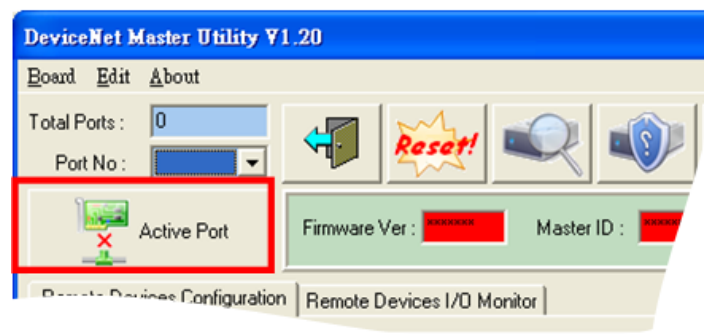 DeviceNet Master Utility V1.20
Board Edit About
Total Ports : 0
Reset!
Port No :
Active Port
Firmware Ver : *******
Master ID :
Remote Devices Configuration
Remote Devices I/O Monitor